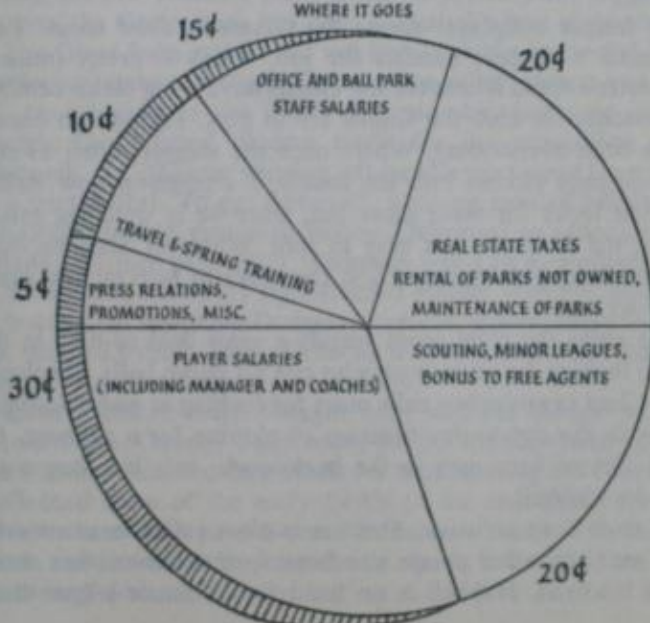 WHERE IT GOES
15¢
20¢
OFFICE AND BALL PARK
STAFF SALARIES
10¢
TRAVEL & SPRING TRAINING
REAL ESTATE TAXES
RENTAL OF PARKS NOT OWNED,
MAINTENANCE OF PARKS
5¢
PRESS RELATIONS,
PROMOTIONS, MISC.
30¢
PLAYER SALARIES
(INCLUDING MANAGER AND COACHES)
SCOUTING, MINOR LEAGUES,
BONUS TO FREE AGENTS
20¢